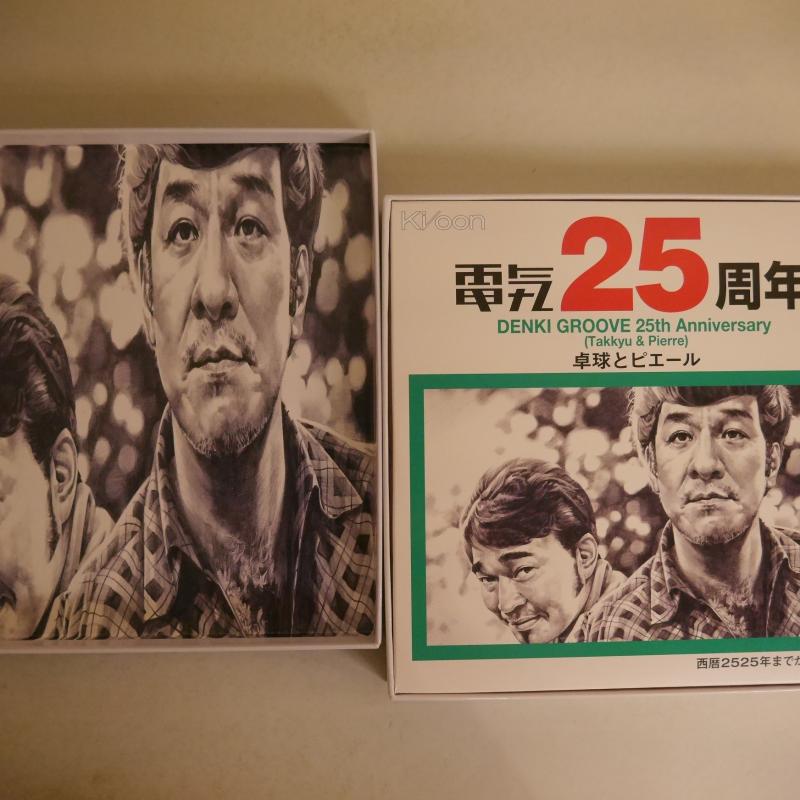 Ki/oon
電気25周年
DENKI GROOVE 25th Anniversary
(Takkyu & Pierre)
卓球とピエール
西暦2525年までか